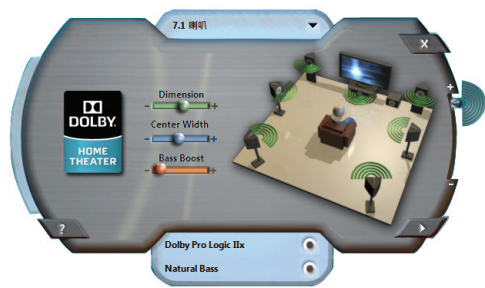 7.1 喇叭
X
DOLBY.
HOME
THEATER
Dimension
- +
Center Width
- +
Bass Boost
- +
+
-
?
Dolby Pro Logic IIx
Natural Bass